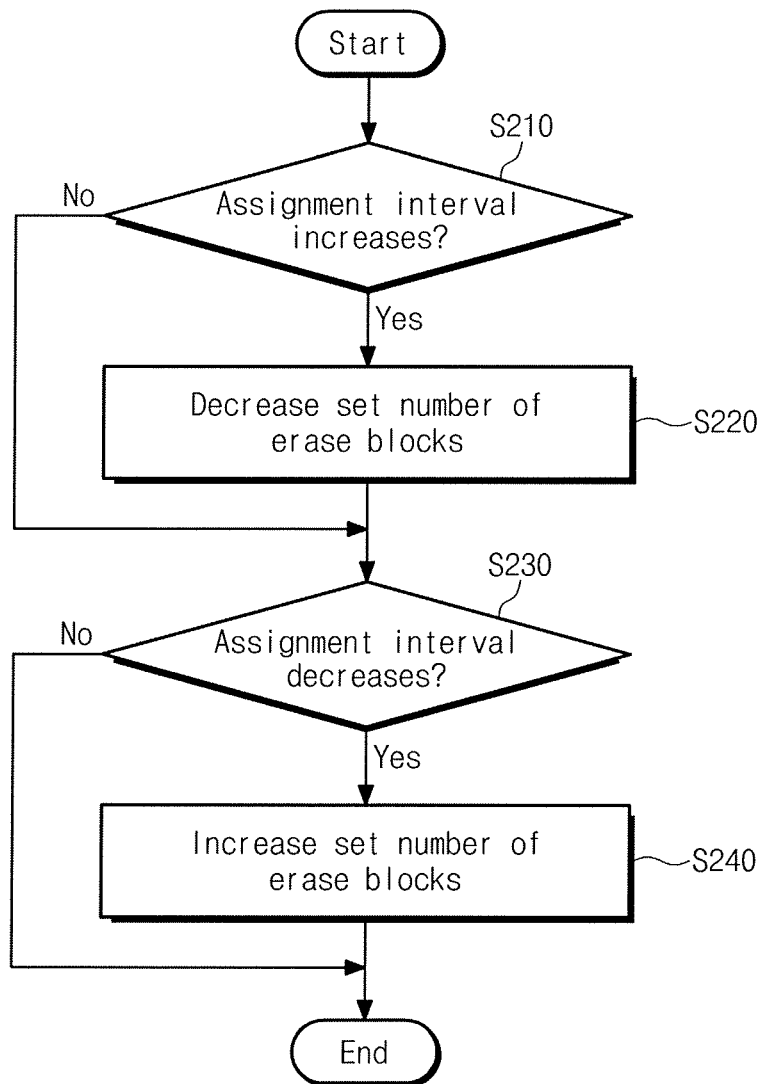 Start
S210
No
Assignment interval
increases?
Yes
Decrease set number of
erase blocks
S220
S230
No
Assignment interval
decreases?
Yes
Increase set number of
erase blocks
S240
End